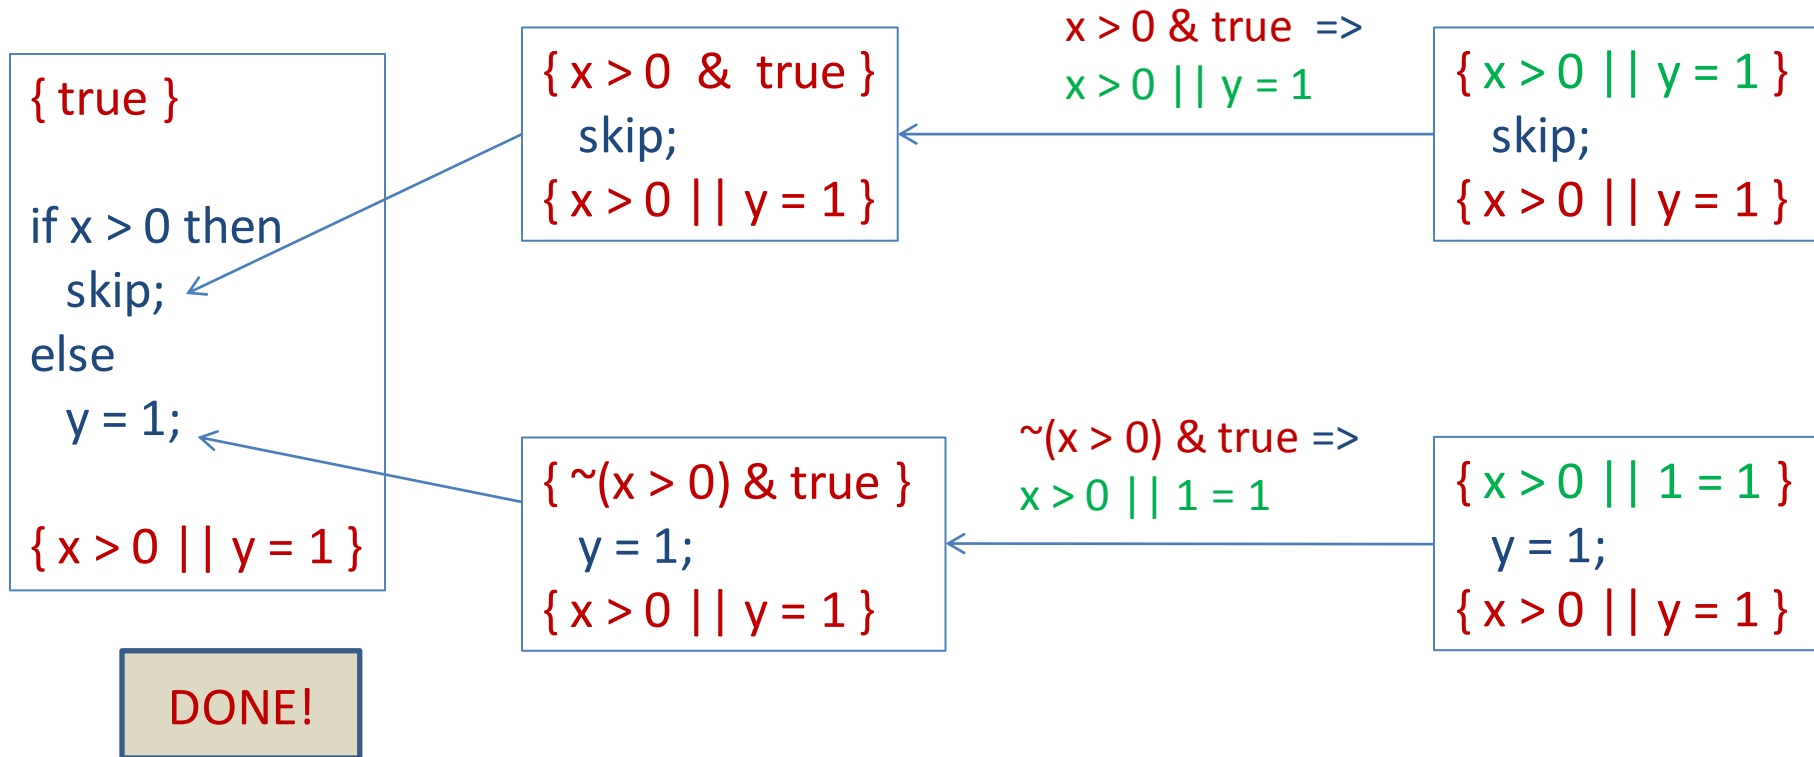 { true }
if x > 0 then
skip;
else
y = 1;
{ x > 0 || y = 1 }
DONE!
{ x > 0 & true }
skip;
{ x > 0 || y = 1 }
x > 0 & true =>
x > 0 || y = 1
{ x > 0 || y = 1 }
skip;
{ x > 0 || y = 1 }
{ ~(x > 0) & true }
y = 1;
{ x > 0 || y = 1 }
~(x > 0) & true =>
x > 0 || 1 = 1
{ x > 0 || 1 = 1 }
y = 1;
{ x > 0 || y = 1 }